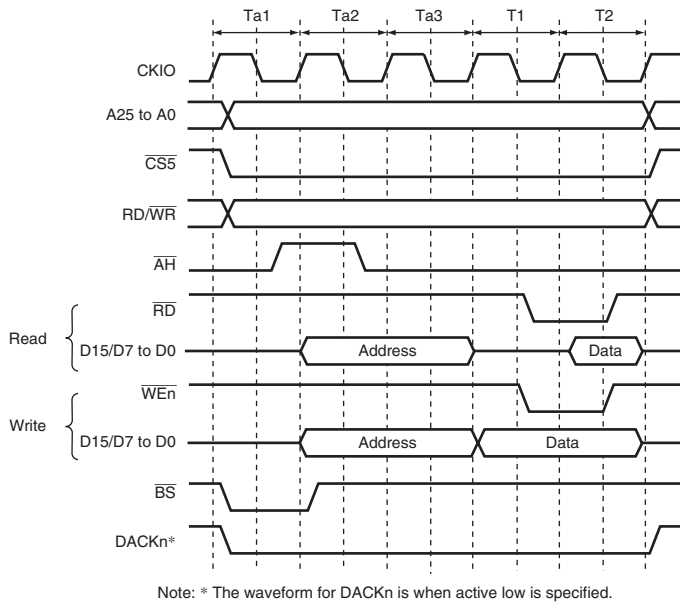 Ta1 Ta2 Ta3 T1 T2
CKIO
A25 to A0
CS5
RD/WR
AH
RD
Read
D15/D7 to D0 Address Data
WEn
Write
D15/D7 to D0 Address Data
BS
DACKn*
Note: * The waveform for DACKn is when active low is specified.